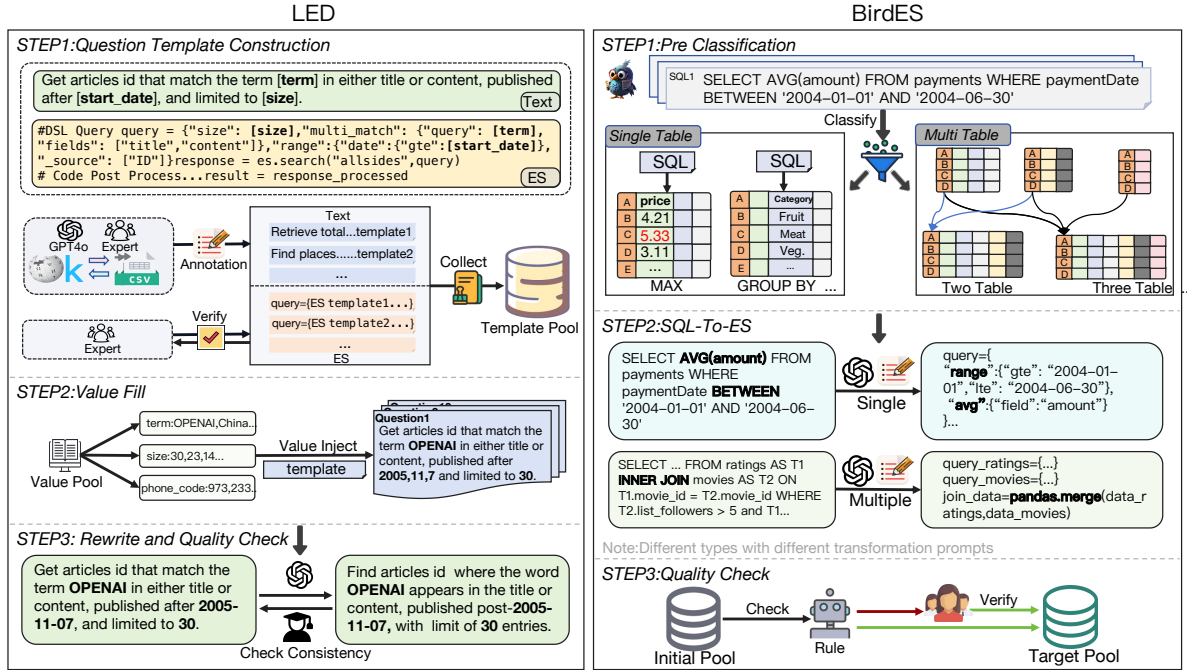 LED
STEP1:Question Template Construction
Get articles id that match the term [term] in either title or content, published
after [start_date], and limited to [size].
Text
#DSL Query query = {"size": [size],"multi_match": {"query": [term],
"fields": ["title","content"]},"range":{"date":{"gte":[start_date]},
"_source": ["ID"]}response = es.search("allsides",query)
# Code Post Process...result = response_processed
ES
GPT4o
Expert
k
CSV
Annotation
Text
Retrieve total...template1
Find places......template2
...
query={ES template1...}
query={ES template2...}
...
ES
Verify
Expert
Collect
Template Pool
STEP2:Value Fill
Value Pool
term:OPENAI,China...
size:30,23,14...
phone_code:973,233...
Value Inject
template
Question1
Get articles id that match the
term OPENAI in either title or
content, published after
2005,11,7 and limited to 30.
STEP3: Rewrite and Quality Check
Get articles id that match the
term OPENAI in either title or
content, published after 2005-
11-07, and limited to 30.
Find articles id where the word
OPENAI appears in the title or
content, published post-2005-
11-07, with limit of 30 entries.
Check Consistency
BirdES
STEP1:Pre Classification
SQL1 SELECT AVG(amount) FROM payments WHERE paymentDate
BETWEEN '2004-01-01' AND '2004-06-30'
Classify
Single Table
SQL
SQL
A price
B 4.21
C 5.33
D 3.11
E ...
MAX
A Category
B Fruit
C Meat
D Veg.
E ...
GROUP BY ...
Multi Table
A
B
C
D
A
B
C
D
A
B
C
D
A
B
C
D
A
B
C
D
Two Table
Three Table ...
STEP2:SQL-To-ES
SELECT AVG(amount) FROM
payments WHERE
paymentDate BETWEEN
'2004-01-01' AND '2004-06-
30'
Single
query={
"range":{"gte": "2004-01-
01","lte": "2004-06-30"},
"avg":{"field":"amount"}
}...
SELECT ... FROM ratings AS T1
INNER JOIN movies AS T2 ON
T1.movie_id = T2.movie_id WHERE
T2.list_followers > 5 and T1...
Multiple
query_ratings={...}
query_movies={...}
join_data=pandas.merge(data_r
atings,data_movies)
Note:Different types with different transformation prompts
STEP3:Quality Check
Initial Pool
Check
Rule
Verify
Target Pool